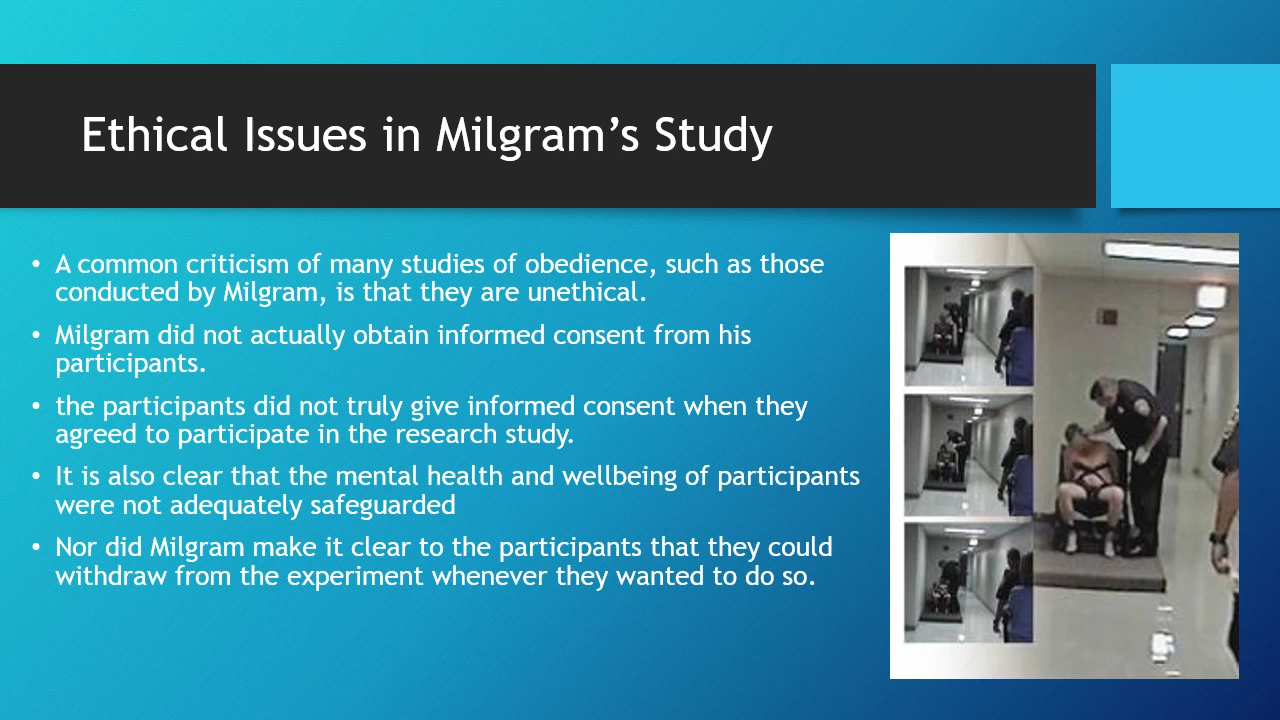 Ethical Issues in Milgram’s Study
• A common criticism of many studies of obedience, such as those
conducted by Milgram, is that they are unethical.
• Milgram did not actually obtain informed consent from his
participants.
• the participants did not truly give informed consent when they
agreed to participate in the research study.
• It is also clear that the mental health and wellbeing of participants
were not adequately safeguarded
• Nor did Milgram make it clear to the participants that they could
withdraw from the experiment whenever they wanted to do so.